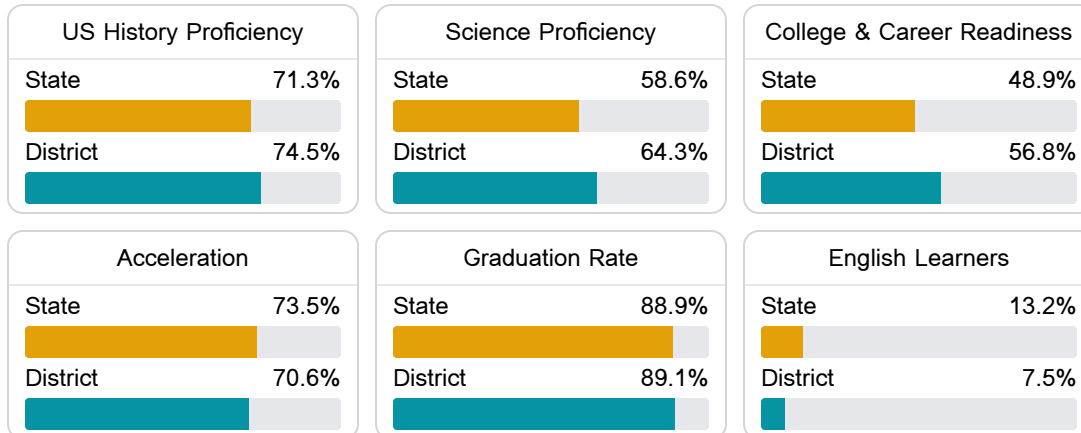 US History Proficiency
State 71.3%
District 74.5%
Science Proficiency
State 58.6%
District 64.3%
College & Career Readiness
State 48.9%
District 56.8%
Acceleration
State 73.5%
District 70.6%
Graduation Rate
State 88.9%
District 89.1%
English Learners
State 13.2%
District 7.5%